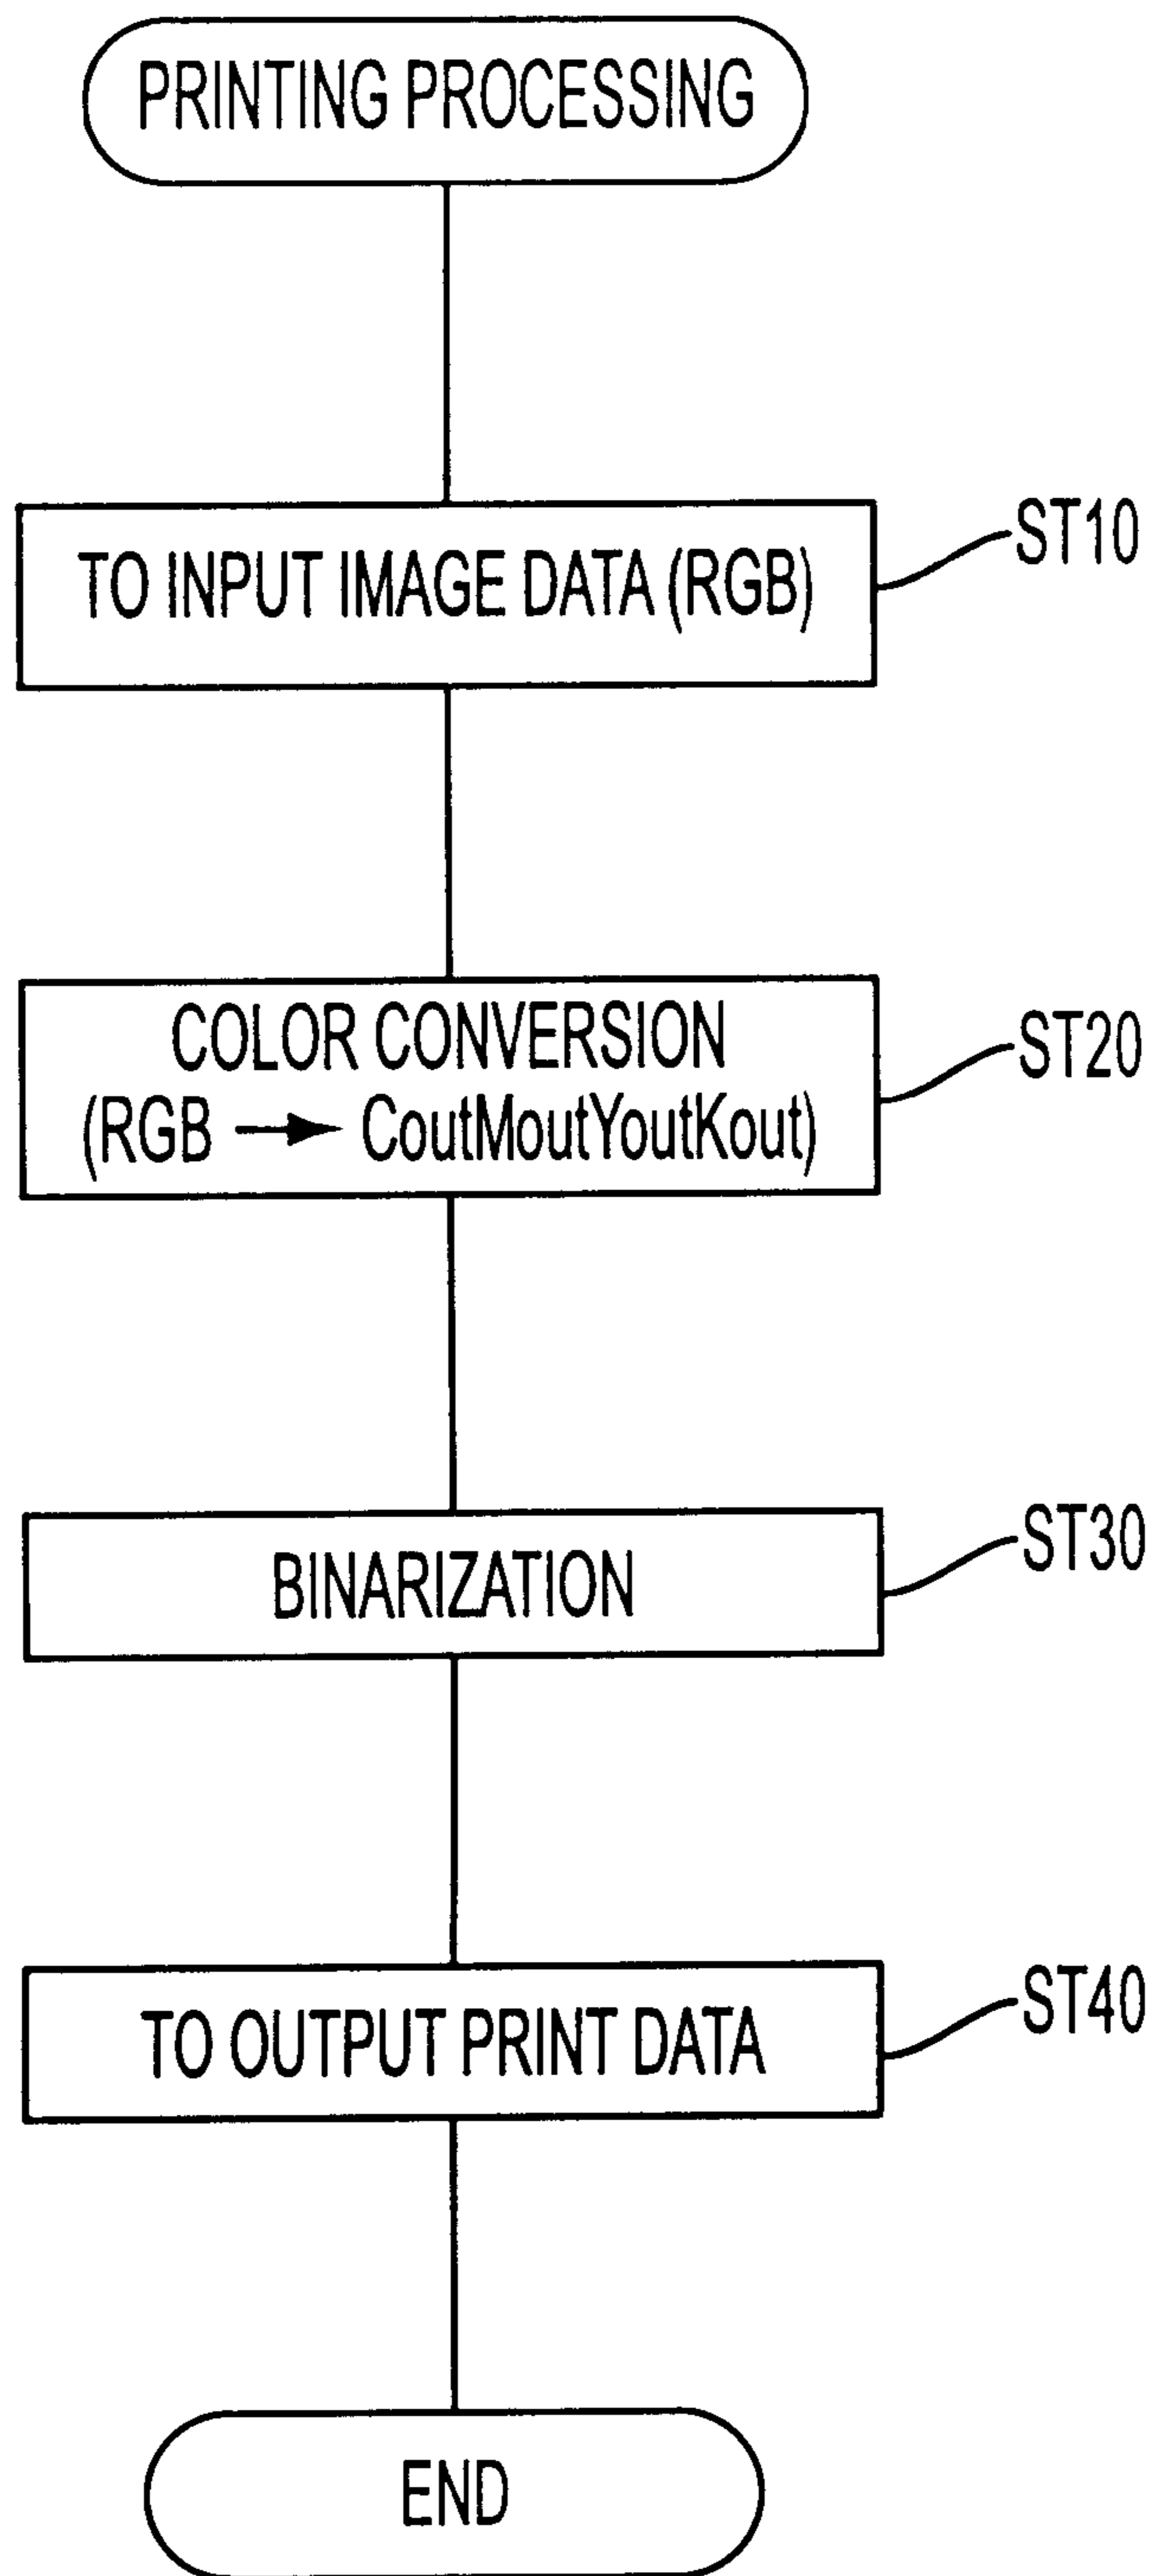 PRINTING PROCESSING
TO INPUT IMAGE DATA (RGB)
ST10
COLOR CONVERSION
(RGB → CoutMoutYoutKout)
ST20
BINARIZATION
ST30
TO OUTPUT PRINT DATA
ST40
END